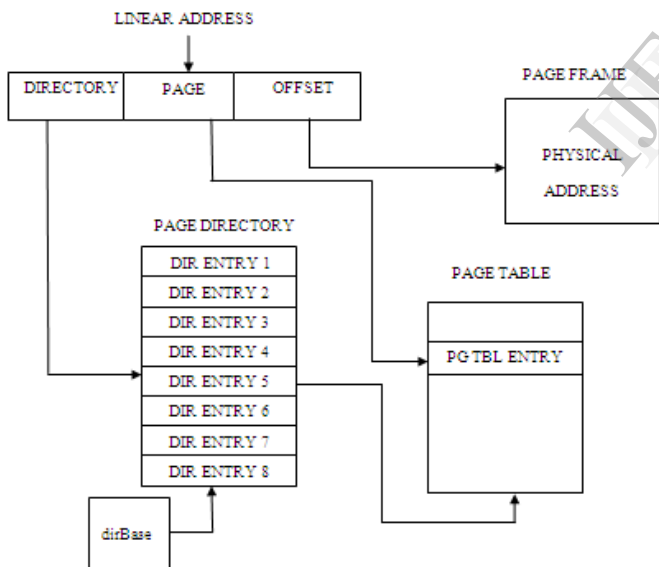 LINEAR ADDRESS
DIRECTORY
PAGE
OFFSET
PAGE FRAME
PHYSICAL
ADDRESS
PAGE DIRECTORY
DIR ENTRY 1
DIR ENTRY 2
DIR ENTRY 3
DIR ENTRY 4
DIR ENTRY 5
DIR ENTRY 6
DIR ENTRY 7
DIR ENTRY 8
PAGE TABLE
PG TBL ENTRY
dirBase